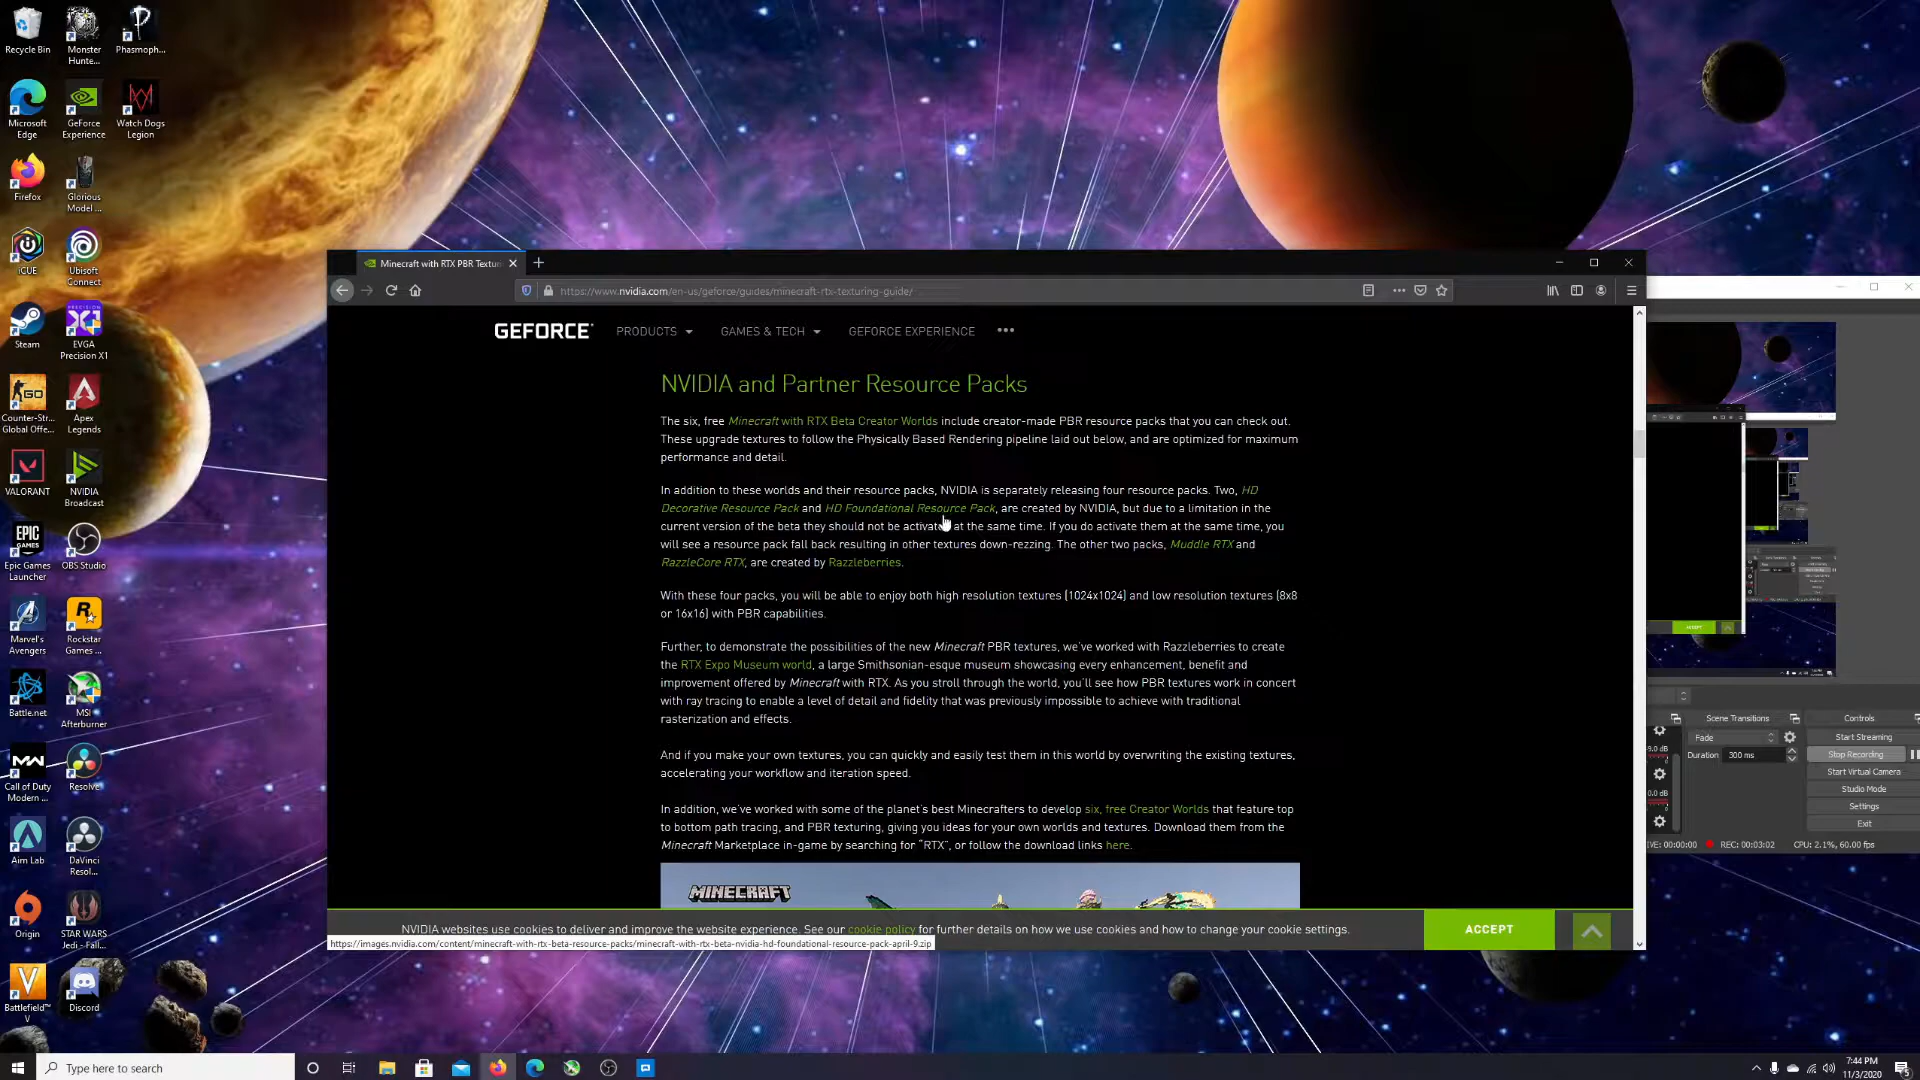 Recycle Bin
Monster
Hunte...
Phasmoph...
Microsoft
Edge
GeForce
Experience
Watch Dogs
Legion
Firefox
Glorious
Model ...
iCUE
Ubisoft
Connect
Steam
EVGA
Precision X1
Counter-Str...
Global Offe...
Apex
Legends
VALORANT
NVIDIA
Broadcast
Epic Games
Launcher
OBS Studio
Marvel's
Avengers
Rockstar
Games ...
Battle.net
MSI
Afterburner
Call of Duty
Modern ...
Resolve
Aim Lab
DaVinci
Resol...
Origin
STAR WARS
Jedi - Fall...
Battlefield™
V
Discord
Minecraft with RTX PBR Textur
https://www.nvidia.com/en-us/geforce/guides/minecraft-rtx-texturing-guide/
GEFORCE
PRODUCTS
GAMES & TECH
GEFORCE EXPERIENCE
NVIDIA and Partner Resource Packs
The six, free Minecraft with RTX Beta Creator Worlds include creator-made PBR resource packs that you can check out.
These upgrade textures to follow the Physically Based Rendering pipeline laid out below, and are optimized for maximum
performance and detail.
In addition to these worlds and their resource packs, NVIDIA is separately releasing four resource packs. Two, HD
Decorative Resource Pack and HD Foundational Resource Pack, are created by NVIDIA, but due to a limitation in the
current version of the beta they should not be activated at the same time. If you do activate them at the same time, you
will see a resource pack fall back resulting in other textures down-rezzing. The other two packs, Muddle RTX and
RazzleCore RTX, are created by Razzleberries.
With these four packs, you will be able to enjoy both high resolution textures (1024x1024) and low resolution textures (8x8
or 16x16) with PBR capabilities.
Further, to demonstrate the possibilities of the new Minecraft PBR textures, we've worked with Razzleberries to create
the RTX Expo Museum world, a large Smithsonian-esque museum showcasing every enhancement, benefit and
improvement offered by Minecraft with RTX. As you stroll through the world, you'll see how PBR textures work in concert
with ray tracing to enable a level of detail and fidelity that was previously impossible to achieve with traditional
rasterization and effects.
And if you make your own textures, you can quickly and easily test them in this world by overwriting the existing textures,
accelerating your workflow and iteration speed.
In addition, we've worked with some of the planet's best Minecrafters to develop six, free Creator Worlds that feature top
to bottom path tracing, and PBR texturing, giving you ideas for your own worlds and textures. Download them from the
Minecraft Marketplace in-game by searching for "RTX", or follow the download links here.
MINECRAFT
NVIDIA websites use cookies to deliver and improve the website experience. See our cookie policy for further details on how we use cookies and how to change your cookie settings.
ACCEPT
https://images.nvidia.com/content/minecraft-with-rtx-beta-resource-packs/minecraft-with-rtx-beta-nvidia-hd-foundational-resource-pack-april-9.zip
Scene Transitions
Controls
Fade
Duration
300 ms
Start Streaming
Stop Recording
Start Virtual Camera
Studio Mode
Settings
Exit
-9.0 dB
0.0 dB
IVE: 00:00:00
REC: 00:03:02
CPU: 2.1%, 60.00 fps
Type here to search
7:44 PM
11/3/2020